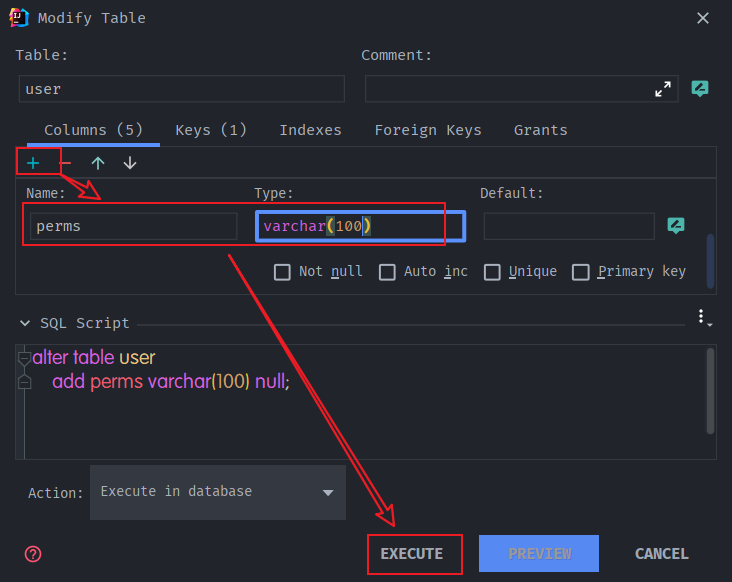 Modify Table
Table: Comment:
user
Columns (5) Keys (1) Indexes Foreign Keys Grants
Name: Type: Default:
perms varchar(100)
Not null Auto inc Unique Primary key
SQL Script
alter table user
add perms varchar(100) null;
Action: Execute in database
EXECUTE PREVIEW CANCEL